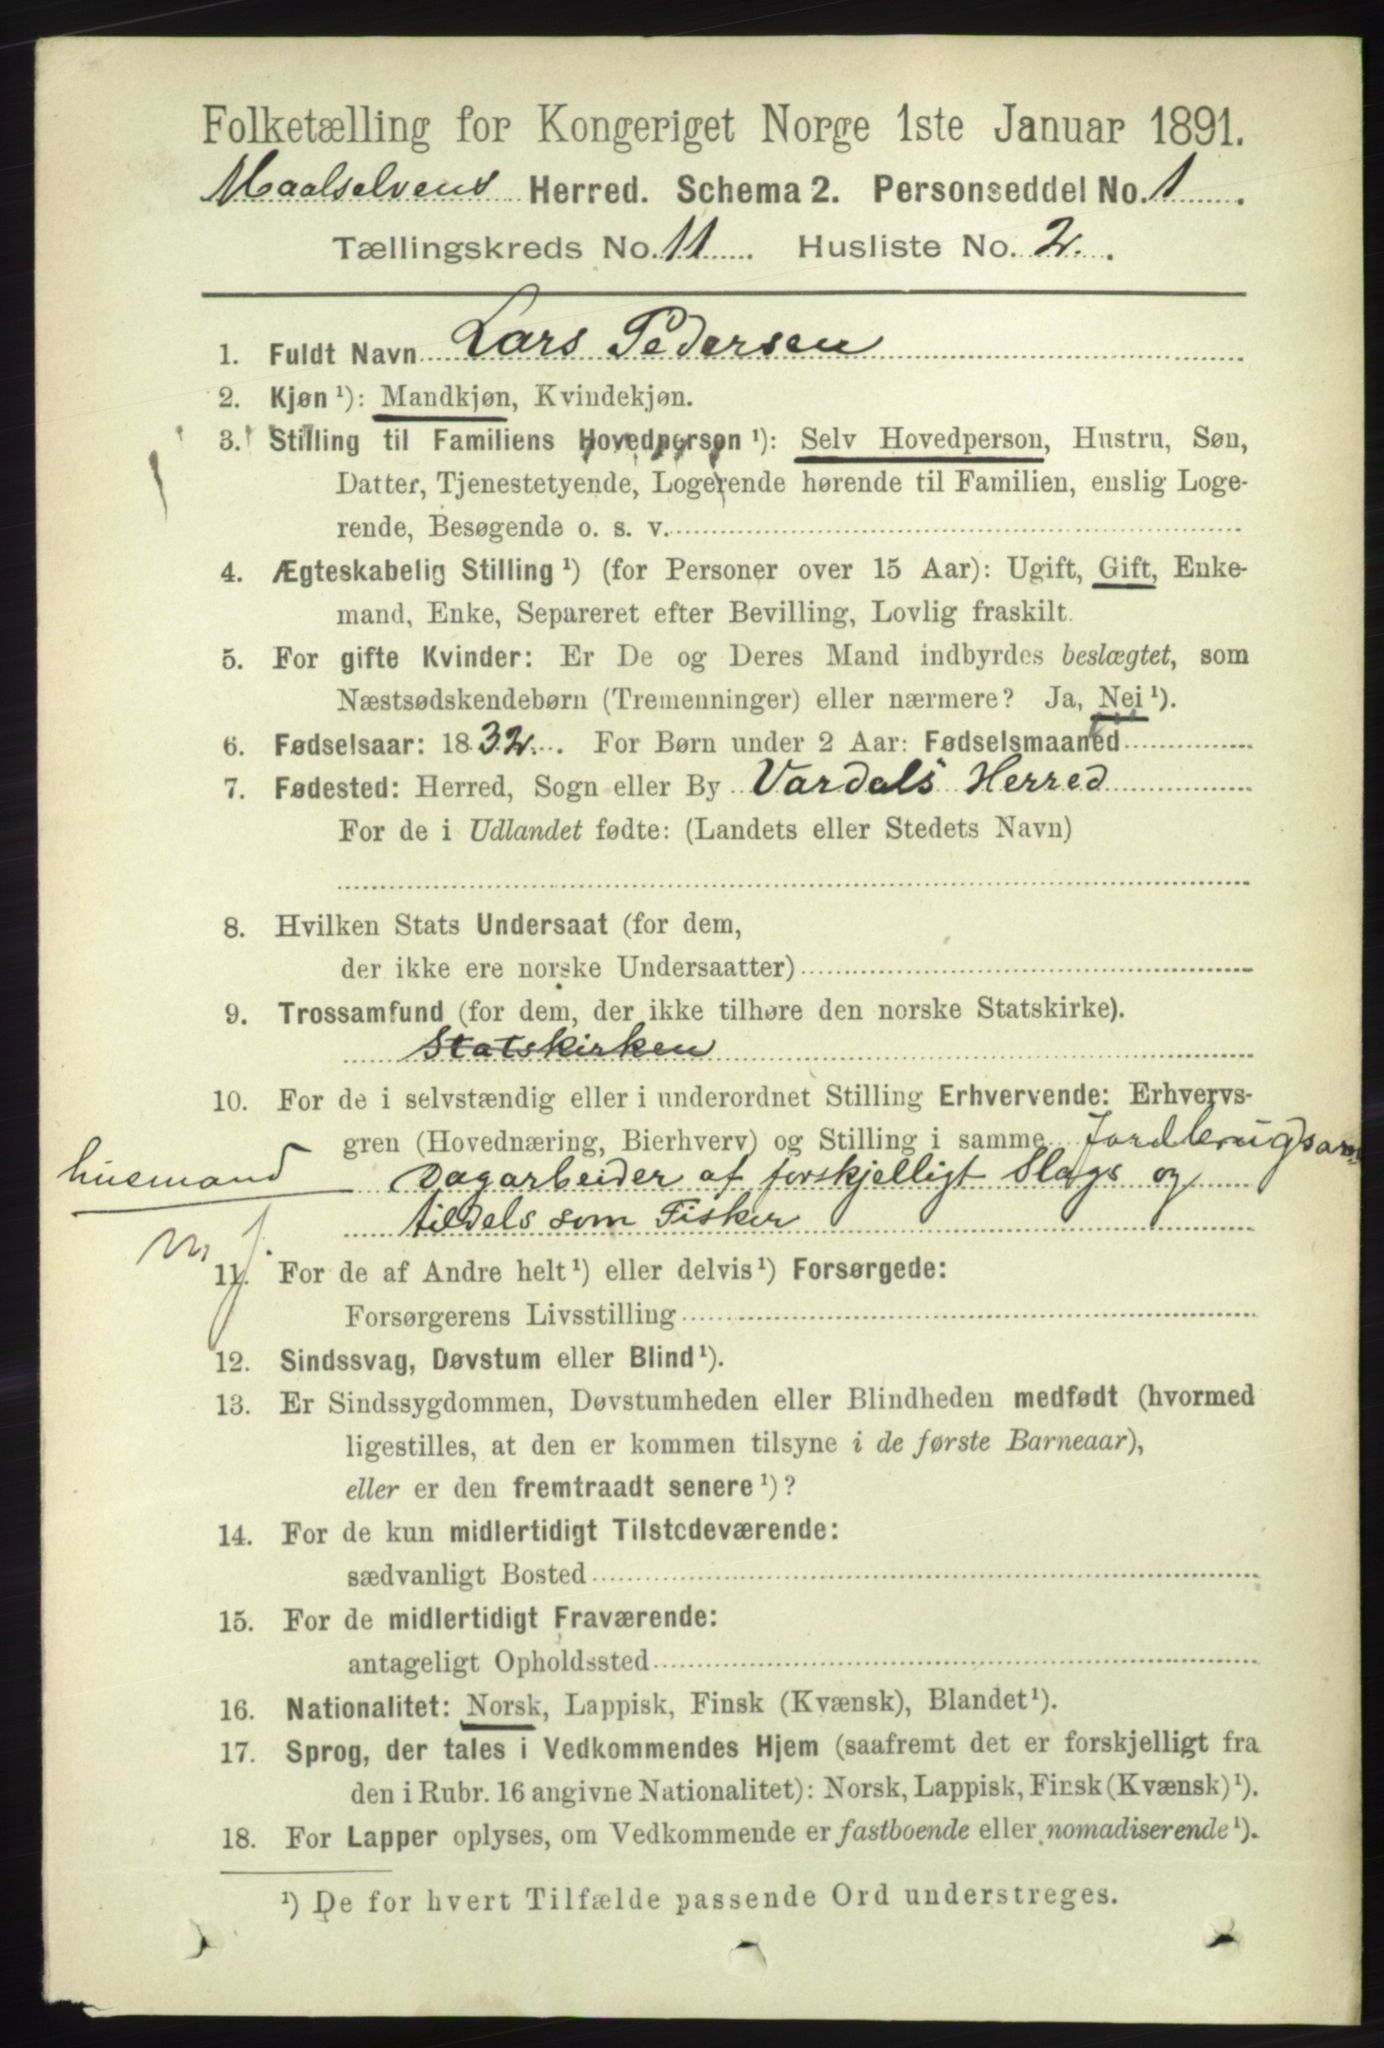 Folketælling for Kongeriget Norge 1ste Januar 1891.
Maalselvens Herred. Schema 2. Personseddel No. 1.
Tællingskreds No. 11. Husliste No. 2.
1. Fuldt Navn Lars Pedersen
2. Kjøn ¹): Mandkjøn, Kvindekjøn.
3. Stilling til Familiens Hovedperson ¹): Selv Hovedperson, Hustru, Søn,
Datter, Tjenestetyende, Logerende hørende til Familien, enslig Loge-
rende, Besøgende o. s. v.
4. Ægteskabelig Stilling ¹) (for Personer over 15 Aar): Ugift, Gift, Enke-
mand, Enke, Separeret efter Bevilling, Lovlig fraskilt.
5. For gifte Kvinder: Er De og Deres Mand indbyrdes beslægtet, som
Næstsødskendebørn (Tremenninger) eller nærmere? Ja, Nei ¹).
6. Fødselsaar: 1832. For Børn under 2 Aar: Fødselsmaaned
7. Fødested: Herred, Sogn eller By Vardals Herred
For de i Udlandet fødte: (Landets eller Stedets Navn)
8. Hvilken Stats Undersaat (for dem,
der ikke ere norske Undersaatter)
9. Trossamfund (for dem, der ikke tilhøre den norske Statskirke).
Statskirken
10. For de i selvstændig eller i underordnet Stilling Erhvervende: Erhvervs-
gren (Hovednæring, Bierhverv) og Stilling i samme Jordbrugsarb
husmand Dagarbeider af forskjelligt Slags og
tildels som Fisker
m j
11. For de af Andre helt ¹) eller delvis ¹) Forsørgede:
Forsørgerens Livsstilling
12. Sindssvag, Døvstum eller Blind ¹).
13. Er Sindssygdommen, Døvstumheden eller Blindheden medfødt (hvormed
ligestilles, at den er kommen tilsyne i de første Barneaar),
eller er den fremtraadt senere ¹)?
14. For de kun midlertidigt Tilstedeværende:
sædvanligt Bosted
15. For de midlertidigt Fraværende:
antageligt Opholdssted
16. Nationalitet: Norsk, Lappisk, Finsk (Kvænsk), Blandet ¹).
17. Sprog, der tales i Vedkommendes Hjem (saafremt det er forskjelligt fra
den i Rubr. 16 angivne Nationalitet): Norsk, Lappisk, Finsk (Kvænsk) ¹).
18. For Lapper oplyses, om Vedkommende er fastboende eller nomadiserende ¹).
¹) De for hvert Tilfælde passende Ord understreges.